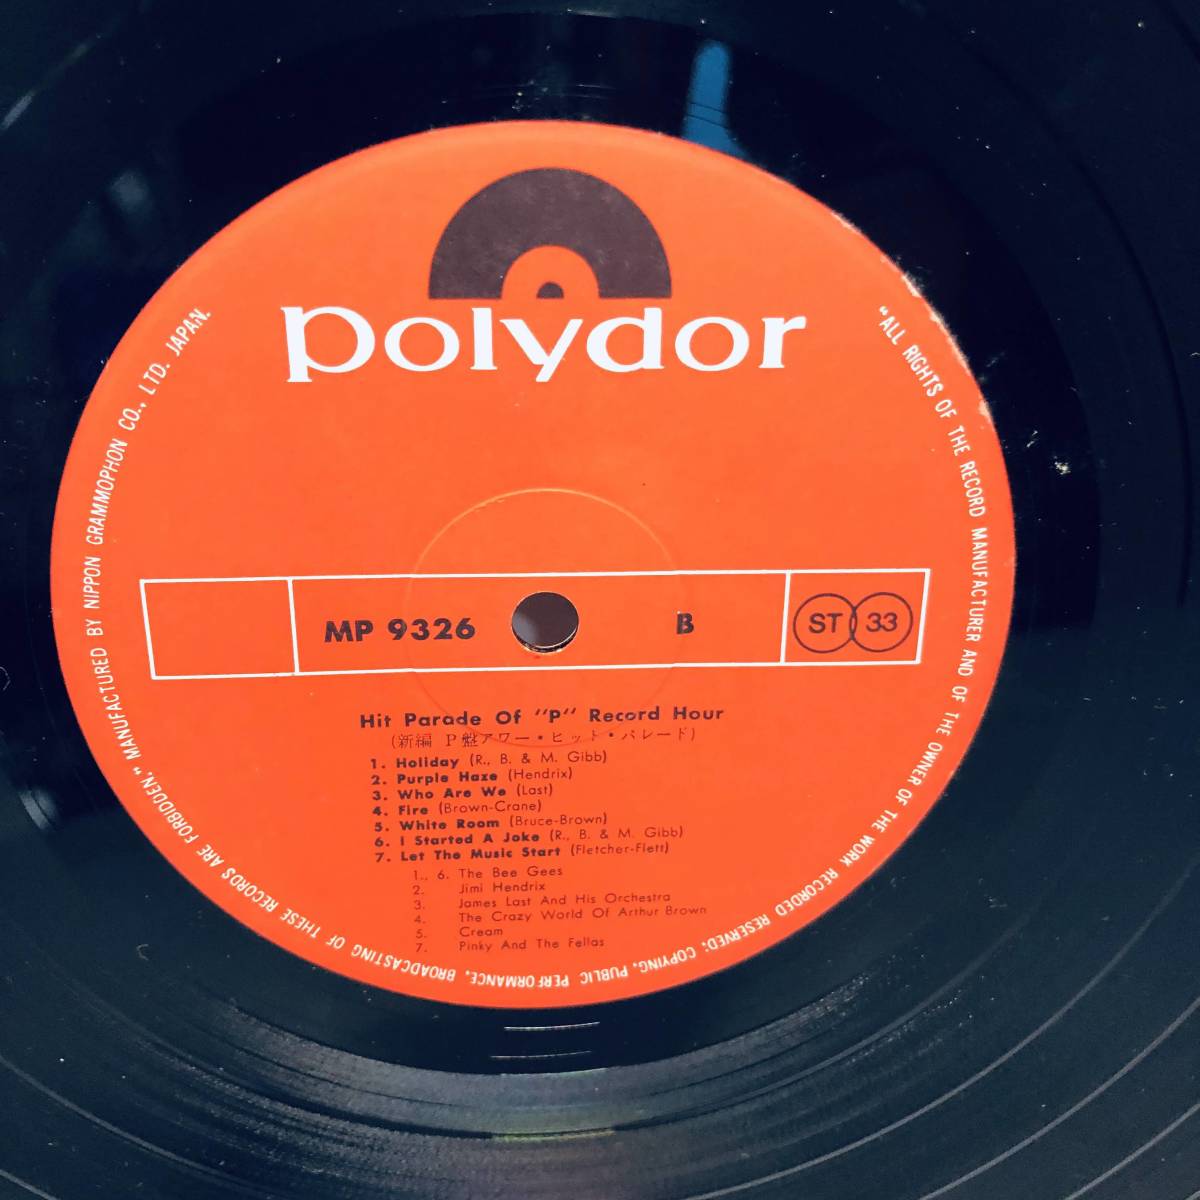 polydor
MP 9326
B
ST 33
Hit Parade Of "P" Record Hour
(新編 P盤アワー・ヒット・パレード)
1. Holiday (R., B. & M. Gibb)
2. Purple Haze (Hendrix)
3. Who Are We (Last)
4. Fire (Brown-Crane)
5. White Room (Bruce-Brown)
6. I Started A Joke (R., B. & M. Gibb)
7. Let The Music Start (Fletcher-Flett)
1., 6. The Bee Gees
2. Jimi Hendrix
3. James Last And His Orchestra
4. The Crazy World Of Arthur Brown
5. Cream
7. Pinky And The Fellas
"ALL RIGHTS OF THE RECORD MANUFACTURER AND OF THE OWNER OF THE WORK RECORDED RESERVED; COPYING, PUBLIC PERFORMANCE, BROADCASTING OF THESE RECORDS ARE FORBIDDEN." MANUFACTURED BY NIPPON GRAMMOPHON CO., LTD. JAPAN.